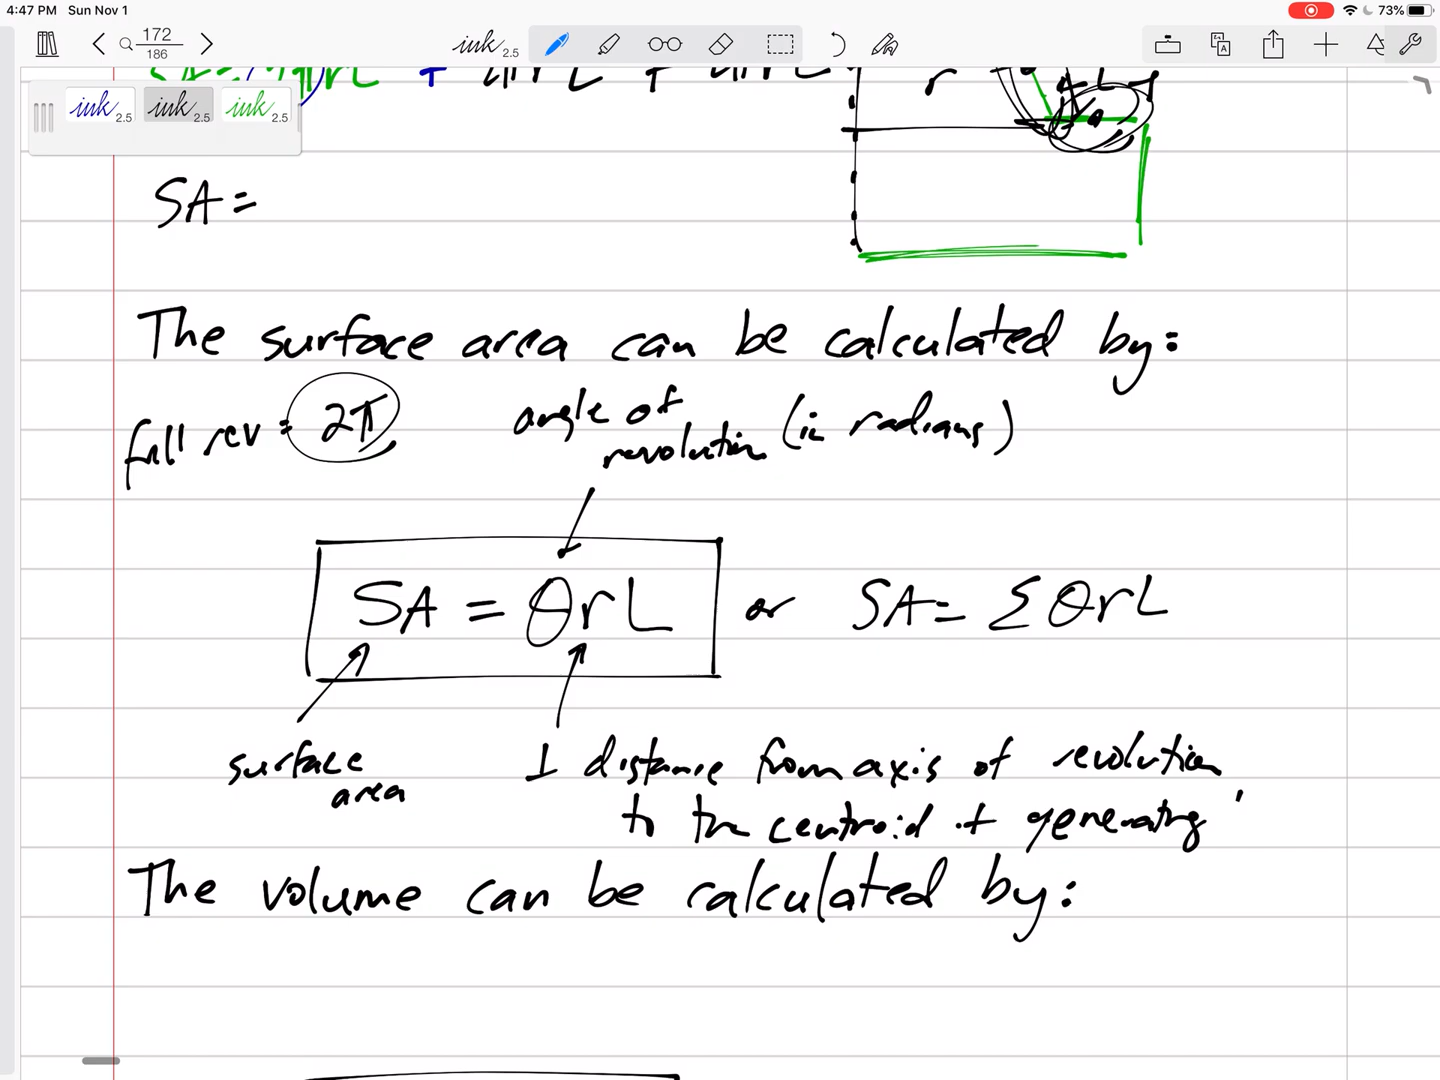 4:47 PM Sun Nov 1
73%
172
186
ink 2.5
ink 2.5 ink 2.5 ink 2.5
r
SA=
The surface area can be calculated by:
full rev = 2π
angle of
revolution (in radians)
SA = θrL or SA= Σ θrL
surface
area
⊥ distance from axis of revolution
to the centroid of generating
The volume can be calculated by: